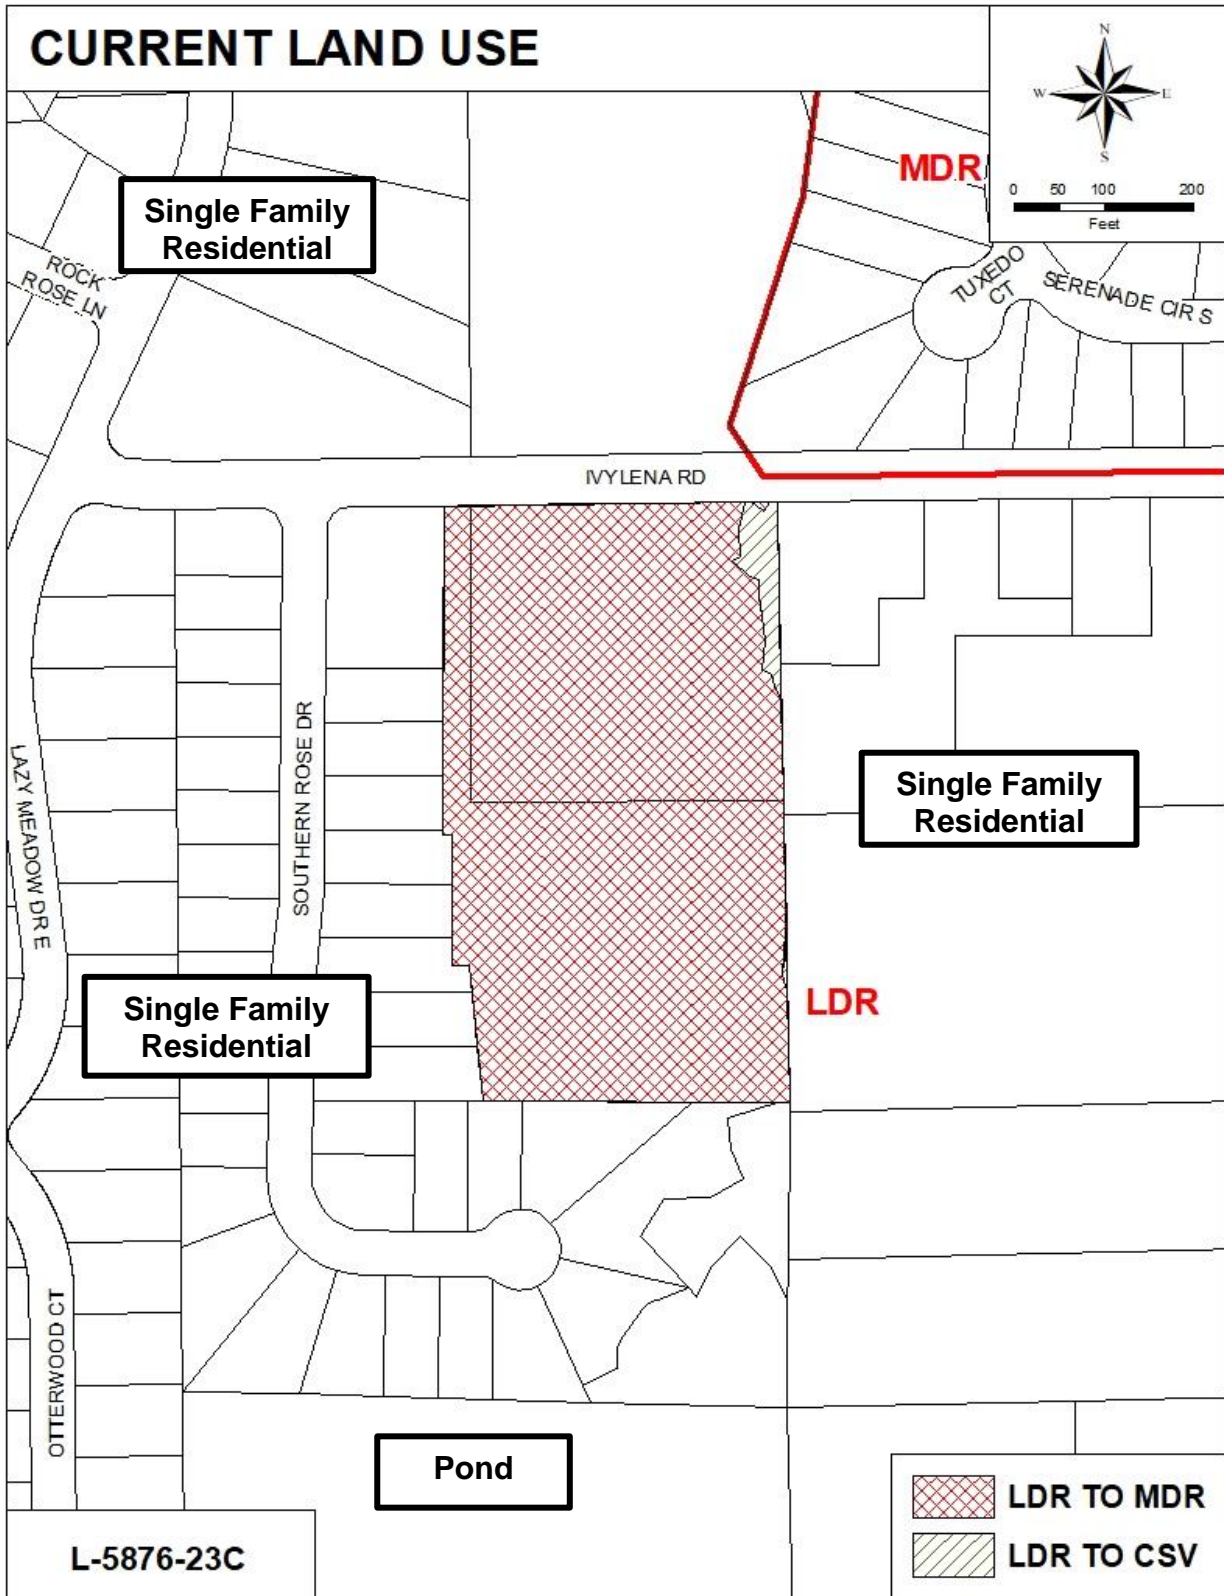 CURRENT LAND USE
N
W
E
S
0 50 100 200
Feet
MDR
Single Family
Residential
ROCK
ROSE LN
TUXEDO
CT
SERENADE CIR S
IVYLENA RD
SOUTHERN ROSE DR
LAZY MEADOW DR E
Single Family
Residential
Single Family
Residential
LDR
OTTERWOOD CT
Pond
LDR TO MDR
LDR TO CSV
L-5876-23C